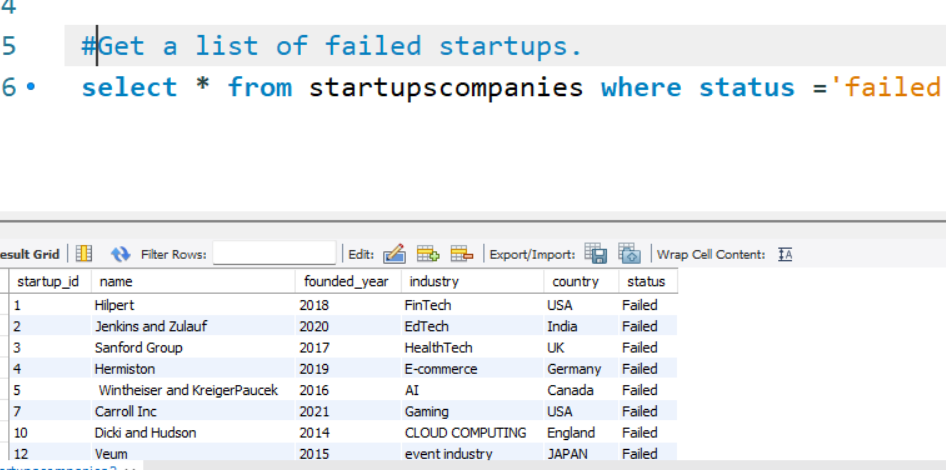 4
5 #Get a list of failed startups.
6 select * from startupscompanies where status ='failed
esult Grid Filter Rows: Edit: Export/Import: Wrap Cell Content:
startup_id name founded_year industry country status
1 Hilpert 2018 FinTech USA Failed
2 Jenkins and Zulauf 2020 EdTech India Failed
3 Sanford Group 2017 HealthTech UK Failed
4 Hermiston 2019 E-commerce Germany Failed
5 Wintheiser and KreigerPaucek 2016 AI Canada Failed
7 Carroll Inc 2021 Gaming USA Failed
10 Dicki and Hudson 2014 CLOUD COMPUTING England Failed
12 Veum 2015 event industry JAPAN Failed